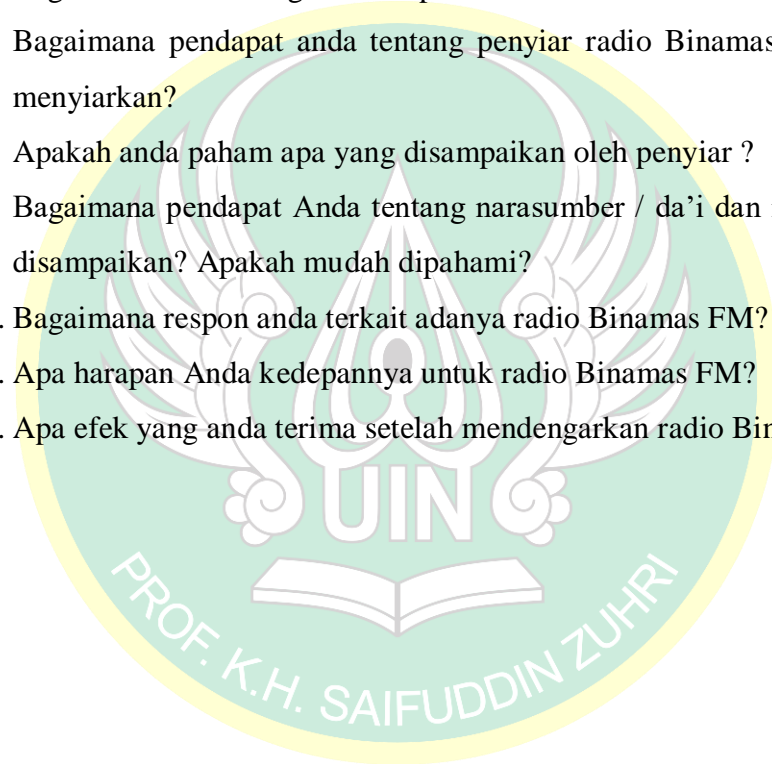 Bagaimana pendapat anda tentang penyiar radio Binamas
menyiarkan?
Apakah anda paham apa yang disampaikan oleh penyiar ?
Bagaimana pendapat Anda tentang narasumber / da’i dan
disampaikan? Apakah mudah dipahami?
. Bagaimana respon anda terkait adanya radio Binamas FM?
. Apa harapan Anda kedepannya untuk radio Binamas FM?
. Apa efek yang anda terima setelah mendengarkan radio
UIN
PROF. K.H. SAIFUDDIN ZUHRI